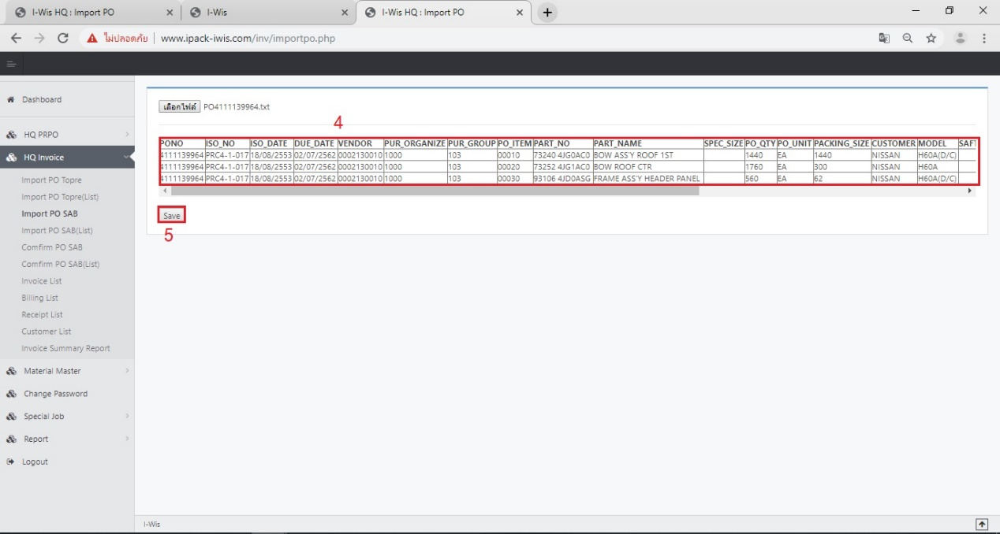 I-Wis HQ : Import PO
I-Wis
I-Wis HQ : Import PO
ไม่ปลอดภัย www.ipack-iwis.com/inv/importpo.php
Dashboard
HQ PRPO
HQ Invoice
Import PO Topre
Import PO Topre(List)
Import PO SAB
Import PO SAB(List)
Comfirm PO SAB
Comfirm PO SAB(List)
Invoice List
Billing List
Receipt List
Customer List
Invoice Summary Report
Material Master
Change Password
Special Job
Report
Logout
เลือกไฟล์ PO4111139964.txt
4
PONO ISO_NO ISO_DATE DUE_DATE VENDOR PUR_ORGANIZE PUR_GROUP PO_ITEM PART_NO PART_NAME SPEC_SIZE PO_QTY PO_UNIT PACKING_SIZE CUSTOMER MODEL SAFT
4111139964 PRC4-1-017 18/08/2553 02/07/2562 0002130010 1000 103 00010 73240 4JG0AC0 BOW ASS'Y ROOF 1ST 1440 EA 1440 NISSAN H60A(D/C)
4111139964 PRC4-1-017 18/08/2553 02/07/2562 0002130010 1000 103 00020 73252 4JG1AC0 BOW ROOF CTR 1760 EA 300 NISSAN H60A
4111139964 PRC4-1-017 18/08/2553 02/07/2562 0002130010 1000 103 00030 93106 4JD0ASG FRAME ASS'Y HEADER PANEL 560 EA 62 NISSAN H60A(D/C)
Save
5
I-Wis